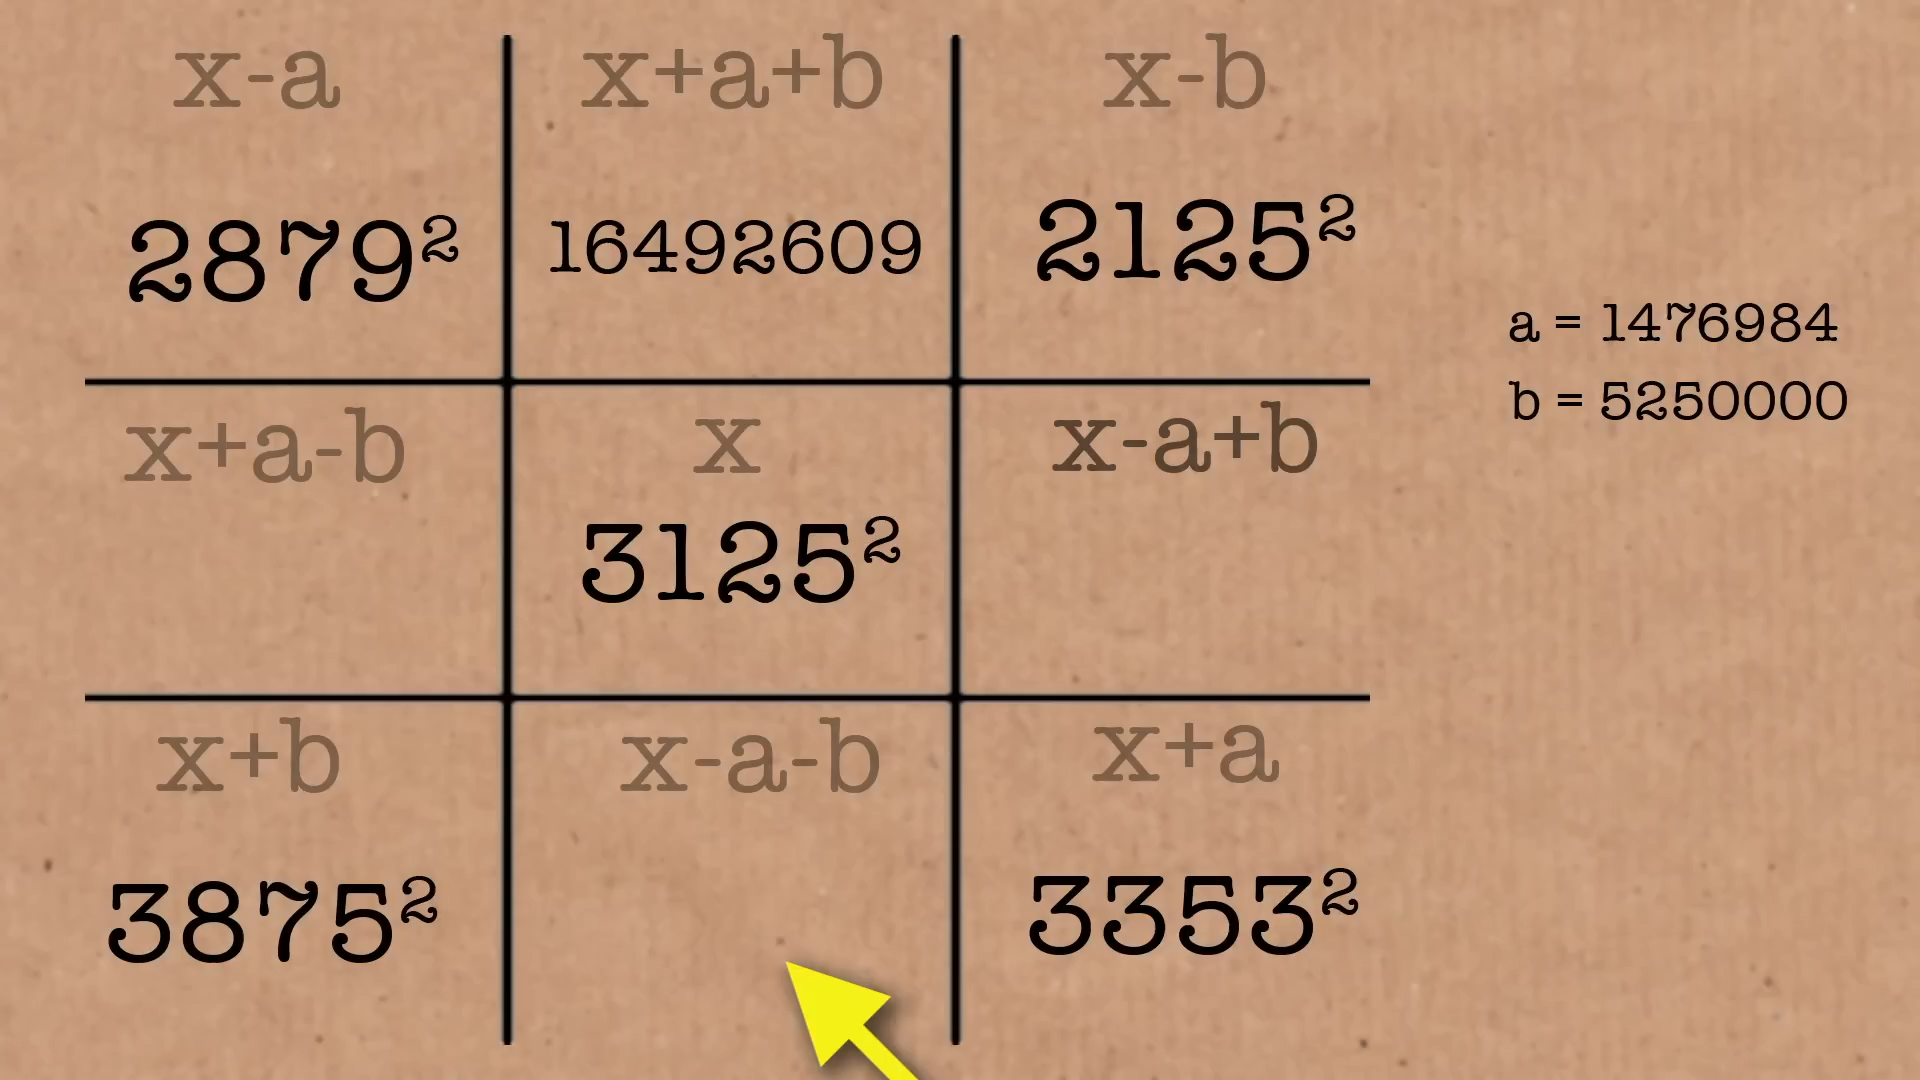 x-a x+a+b x-b
2879² 16492609 2125²
a = 1476984
b = 5250000
x+a-b x x-a+b
3125²
x+b x-a-b x+a
3875² 3353²